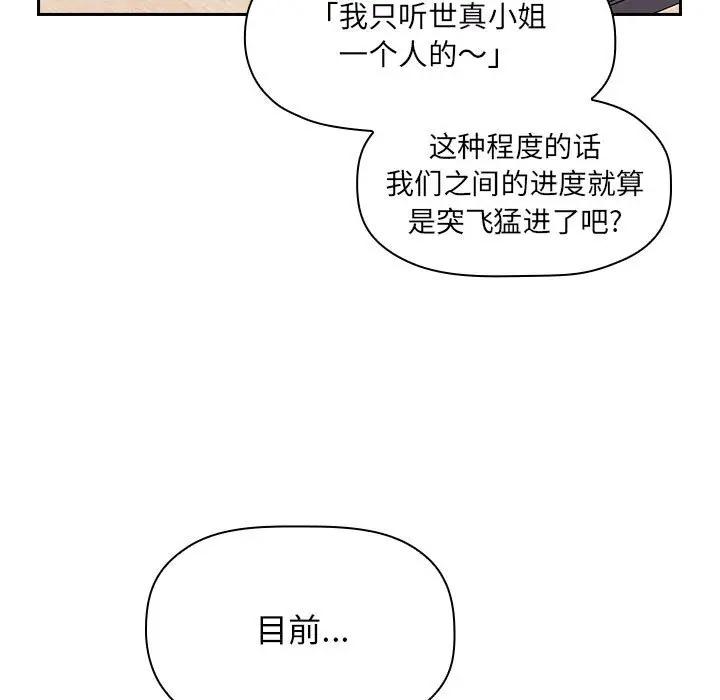 「我只听世真小姐
一个人的～」
这种程度的话
我们之间的进度就算
是突飞猛进了吧?
目前...